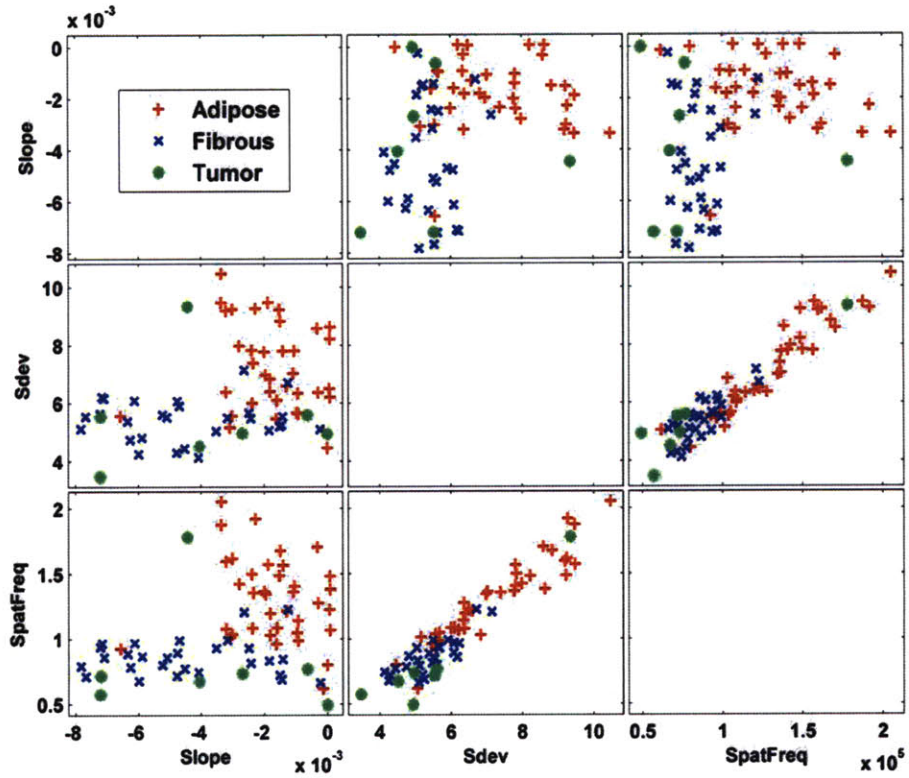 x 10⁻³
0
-2
-4
-6
-8
Slope
Adipose
Fibrous
Tumor
10
8
6
4
Sdev
2
1.5
1
0.5
SpatFreq
-8 -6 -4 -2 0
Slope
x 10⁻³
4 6 8 10
Sdev
0.5 1 1.5 2
SpatFreq
x 10⁵